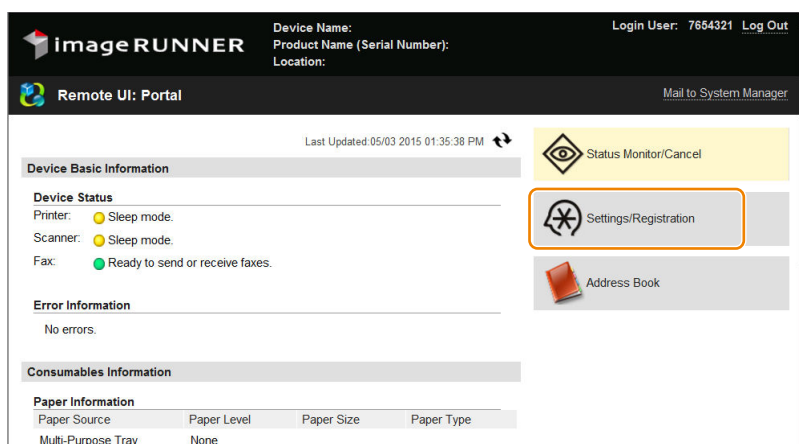 imageRUNNER
Device Name:
Product Name (Serial Number):
Location:
Login User: 7654321 Log Out
Remote UI: Portal
Mail to System Manager
Last Updated:05/03 2015 01:35:38 PM
Device Basic Information
Device Status
Printer: Sleep mode.
Scanner: Sleep mode.
Fax: Ready to send or receive faxes.
Error Information
No errors.
Consumables Information
Paper Information
Paper Source Paper Level Paper Size Paper Type
Multi-Purpose Tray None
Status Monitor/Cancel
Settings/Registration
Address Book